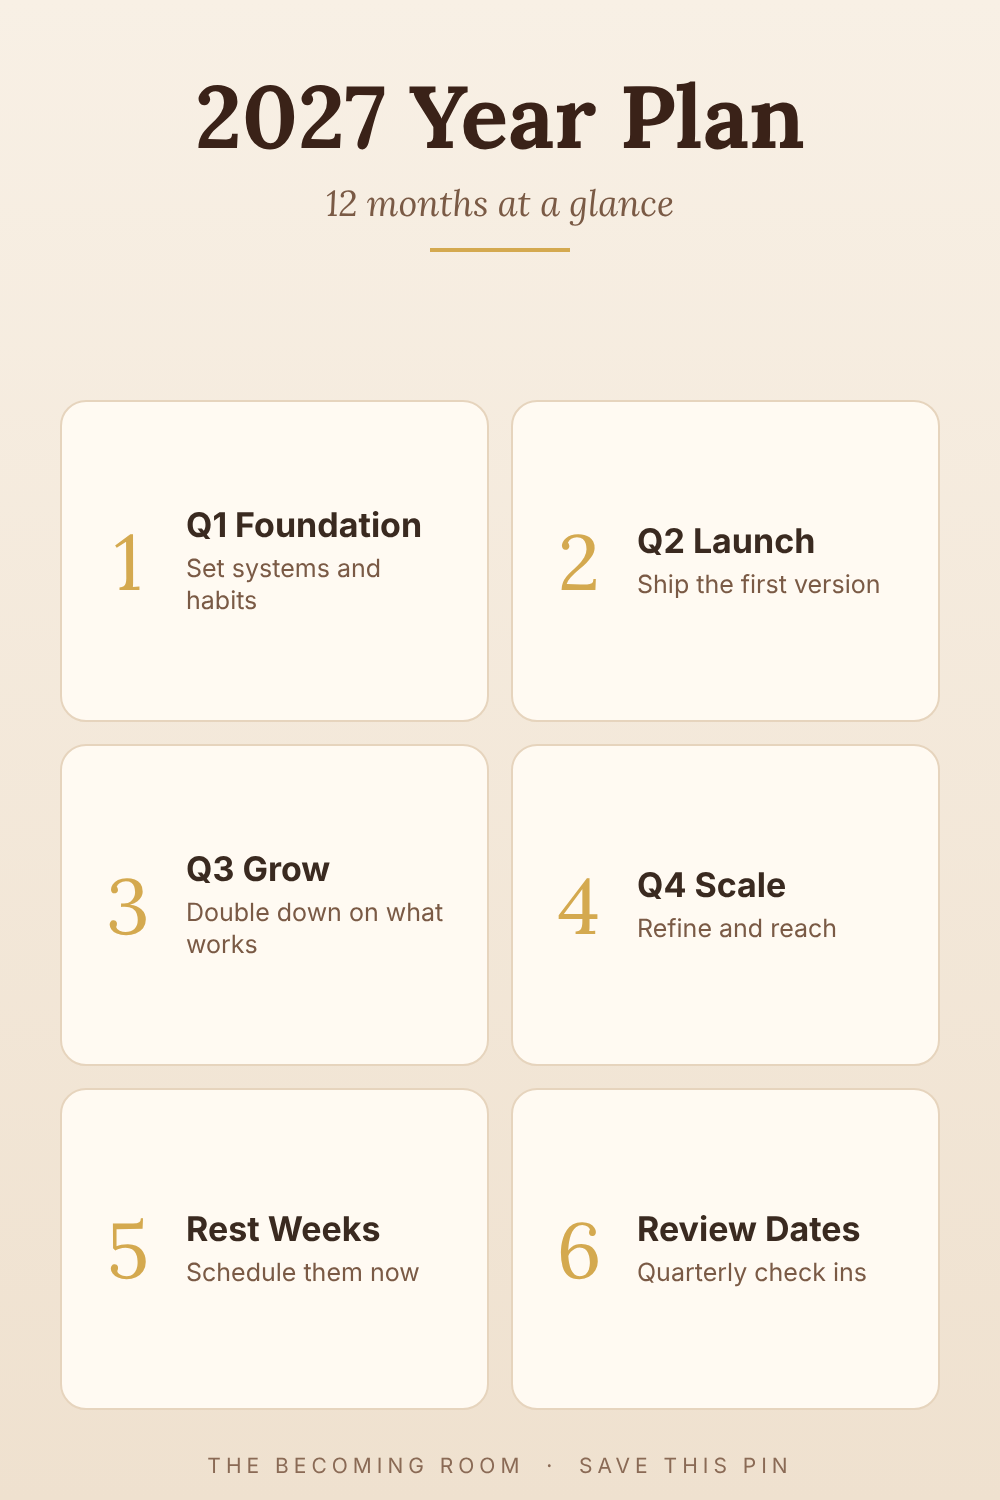 2027 Year Plan
12 months at a glance
1
Q1 Foundation
Set systems and
habits
2
Q2 Launch
Ship the first version
3
Q3 Grow
Double down on what
works
4
Q4 Scale
Refine and reach
5
Rest Weeks
Schedule them now
6
Review Dates
Quarterly check ins
THE BECOMING ROOM · SAVE THIS PIN